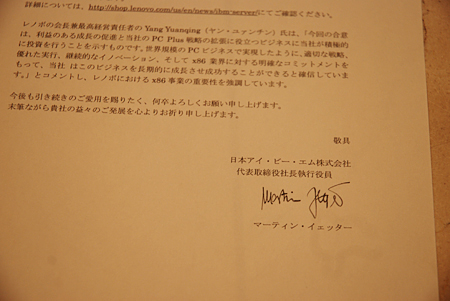 詳細については、http://shop.lenovo.com/us/en/news/ibm-server/にてご確認ください。
レノボの会長兼最高経営責任者の Yang Yuanqing（ヤン・ユァンチン）氏は、「今回の合意
は、利益のある成長の促進と当社の PC Plus 戦略の拡張に役立つビジネスに当社が積極的
に投資を行うことを示すものです。世界規模の PC ビジネスで実現したように、適切な戦略、
優れた実行、継続的なイノベーション、そして x86 業界に対する明確なコミットメントを
もって、当社 はこのビジネスを長期的に成長させ成功することができると確信していま
す。」とコメントし、レノボにおける x86 事業の重要性を強調しています。
今後も引き続きのご愛用を賜りたく、何卒よろしくお願い申し上げます。
末筆ながら貴社の益々のご発展を心よりお祈り申し上げます。
敬具
日本アイ・ビー・エム株式会社
代表取締役社長執行役員
マーティン・イェッター